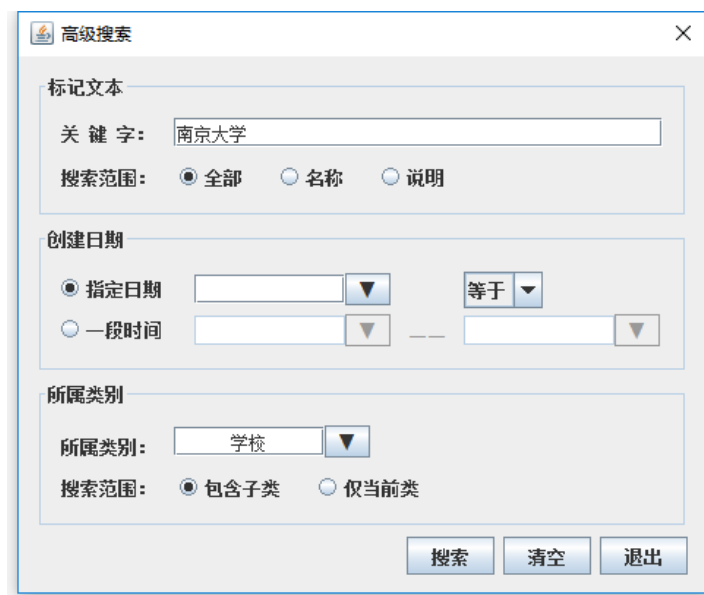 高级搜索
标记文本
关 键 字： 南京大学
搜索范围： 全部 名称 说明
创建日期
指定日期 等于
一段时间 ——
所属类别
所属类别： 学校
搜索范围： 包含子类 仅当前类
搜索 清空 退出